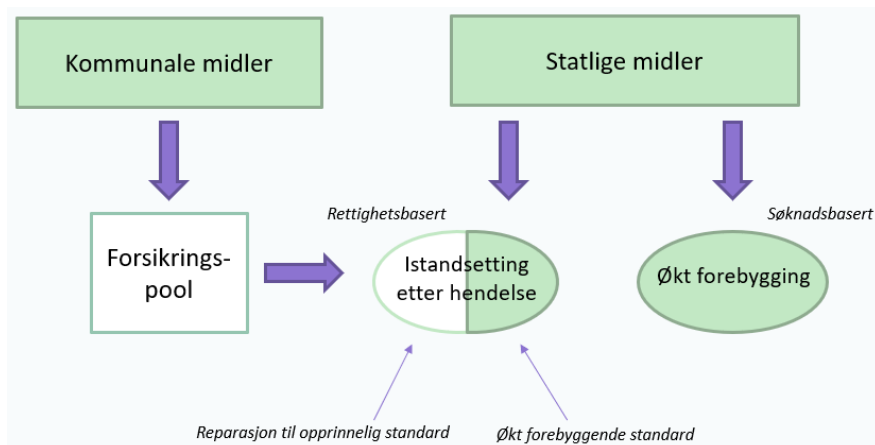 Kommunale midler
Statlige midler
Rettighetsbasert
Søknadsbasert
Forsikrings-
pool
Istandsetting
etter hendelse
Økt forebygging
Reparasjon til opprinnelig standard
Økt forebyggende standard